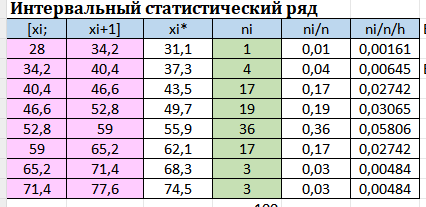 Интервальный статистический ряд
[xi; xi+1] xi* ni ni/n ni/n/h
28 34,2 31,1 1 0,01 0,00161
34,2 40,4 37,3 4 0,04 0,00645
40,4 46,6 43,5 17 0,17 0,02742
46,6 52,8 49,7 19 0,19 0,03065
52,8 59 55,9 36 0,36 0,05806
59 65,2 62,1 17 0,17 0,02742
65,2 71,4 68,3 3 0,03 0,00484
71,4 77,6 74,5 3 0,03 0,00484